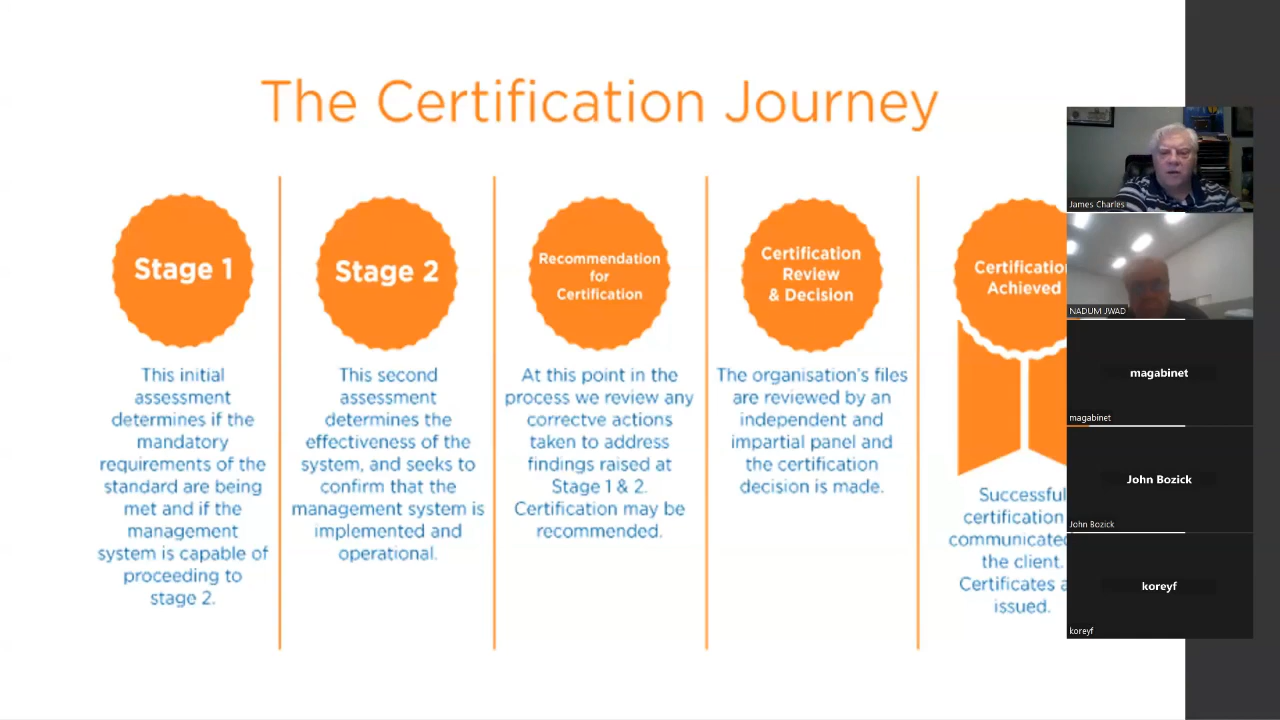 The Certification Journey
Stage 1
This initial
assessment
determines if the
mandatory
requirements of the
standard are being
met and if the
management
system is capable of
proceeding to
stage 2.
Stage 2
This second
assessment
determines the
effectiveness of the
system, and seeks to
confirm that the
management system is
implemented and
operational.
Recommendation
for
Certification
At this point in the
process we review any
correctve actions
taken to address
findings raised at
Stage 1 & 2.
Certification may be
recommended.
Certification
Review
& Decision
The organisation's files
are reviewed by an
independent and
impartial panel and
the certification
decision is made.
Certification
Achieved
Successful
certification
communicated
the client.
Certificates a
issued.
James Charles
NADUM JWAD
magabinet
magabinet
John Bozick
John Bozick
koreyf
koreyf